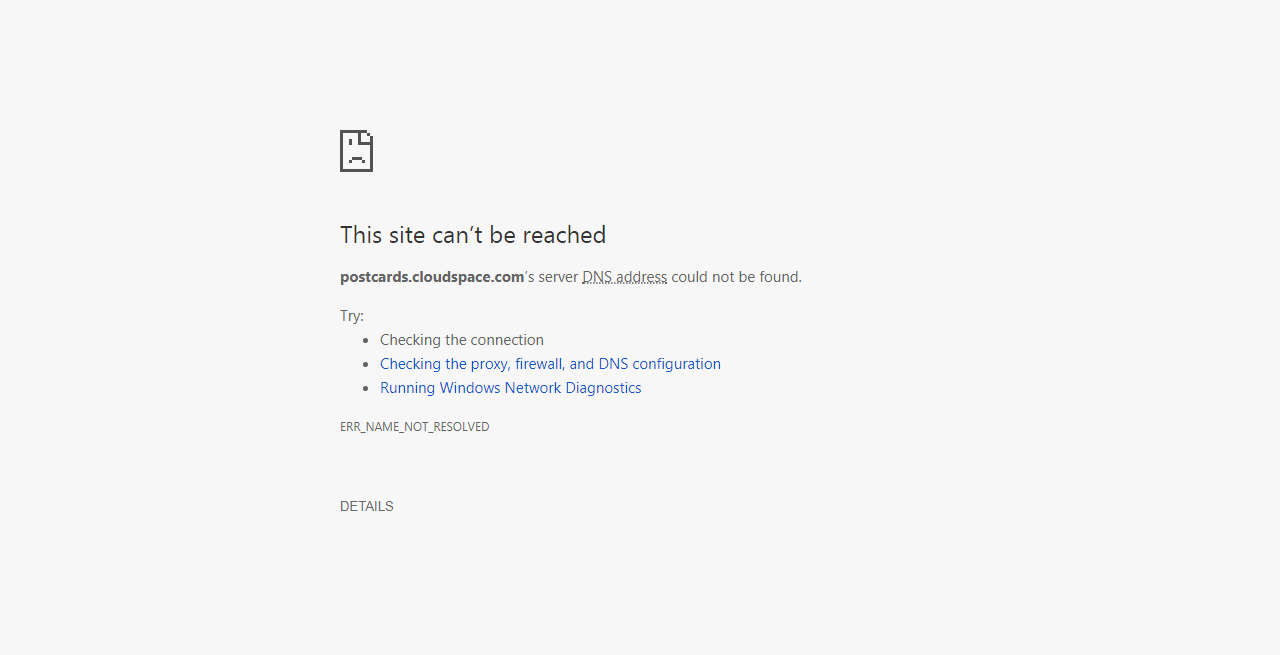 This site can’t be reached
postcards.cloudspace.com’s server DNS address could not be found.
Try:
Checking the connection
Checking the proxy, firewall, and DNS configuration
Running Windows Network Diagnostics
ERR_NAME_NOT_RESOLVED
DETAILS